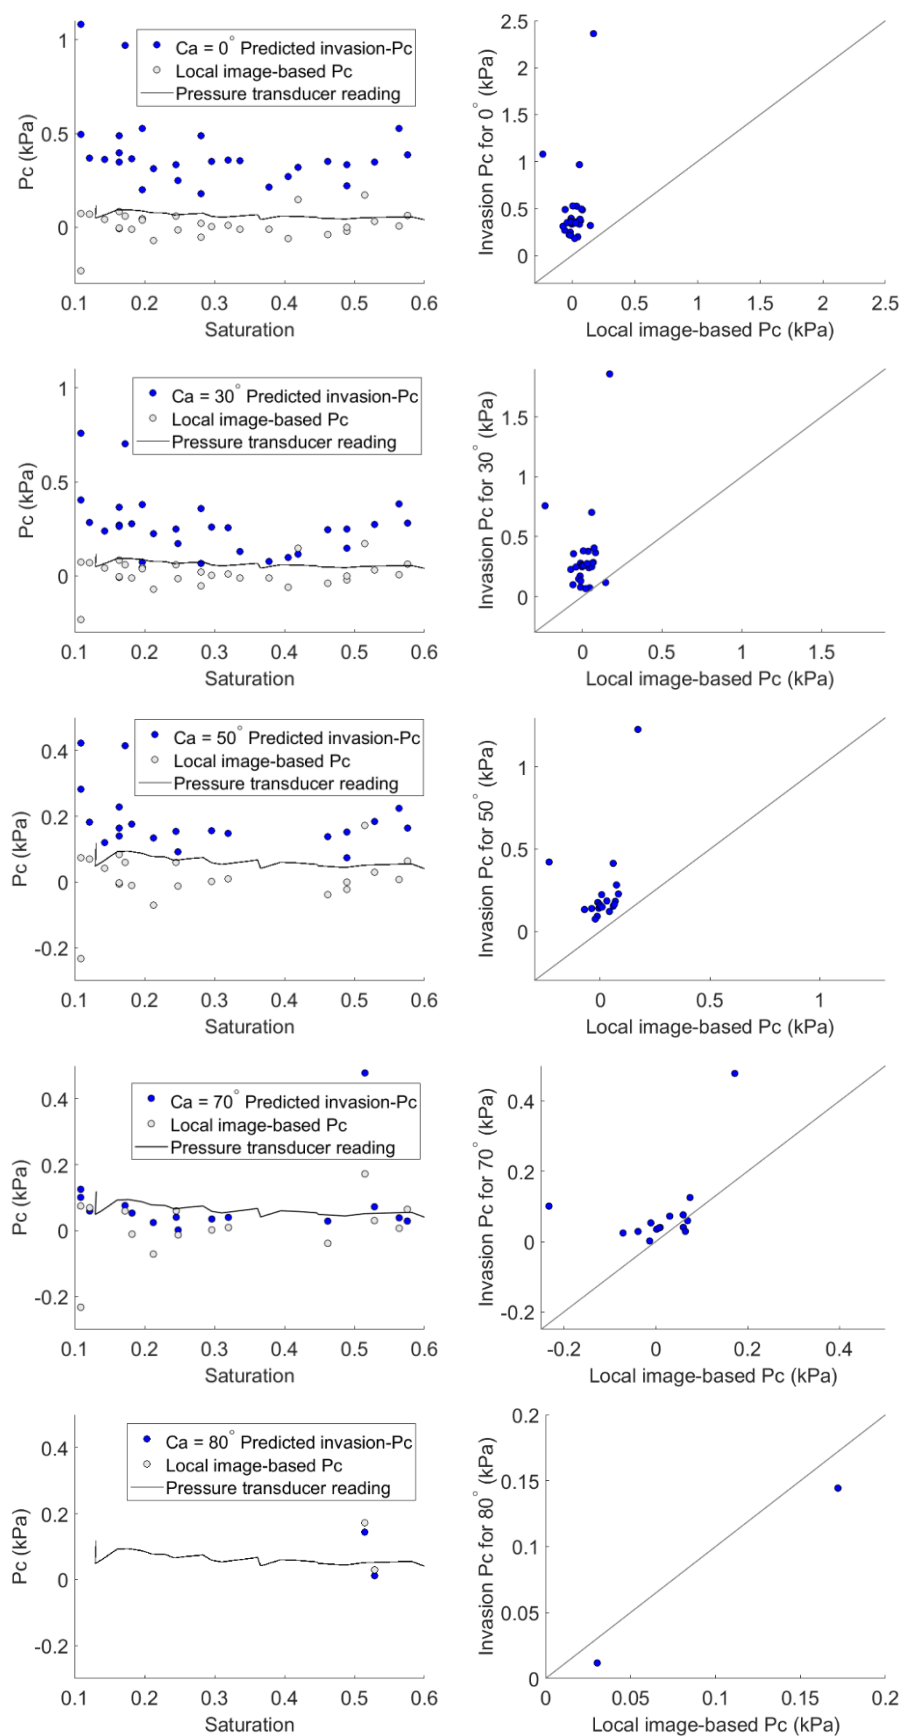 1
0.5
0
Pc (kPa)
Ca = 0° Predicted invasion-Pc
Local image-based Pc
Pressure transducer reading
0.1 0.2 0.3 0.4 0.5 0.6
Saturation
2.5
2
1.5
1
0.5
0
Invasion Pc for 0° (kPa)
0 0.5 1 1.5 2 2.5
Local image-based Pc (kPa)
1
0.5
0
Pc (kPa)
Ca = 30° Predicted invasion-Pc
Local image-based Pc
Pressure transducer reading
0.1 0.2 0.3 0.4 0.5 0.6
Saturation
1.5
1
0.5
0
Invasion Pc for 30° (kPa)
0 0.5 1 1.5
Local image-based Pc (kPa)
0.4
0.2
0
-0.2
Pc (kPa)
Ca = 50° Predicted invasion-Pc
Local image-based Pc
Pressure transducer reading
0.1 0.2 0.3 0.4 0.5 0.6
Saturation
1
0.5
0
Invasion Pc for 50° (kPa)
0 0.5 1
Local image-based Pc (kPa)
0.4
0.2
0
-0.2
Pc (kPa)
Ca = 70° Predicted invasion-Pc
Local image-based Pc
Pressure transducer reading
0.1 0.2 0.3 0.4 0.5 0.6
Saturation
0.4
0.2
0
-0.2
Invasion Pc for 70° (kPa)
-0.2 0 0.2 0.4
Local image-based Pc (kPa)
0.4
0.2
0
-0.2
Pc (kPa)
Ca = 80° Predicted invasion-Pc
Local image-based Pc
Pressure transducer reading
0.1 0.2 0.3 0.4 0.5 0.6
Saturation
0.2
0.15
0.1
0.05
0
Invasion Pc for 80° (kPa)
0 0.05 0.1 0.15 0.2
Local image-based Pc (kPa)